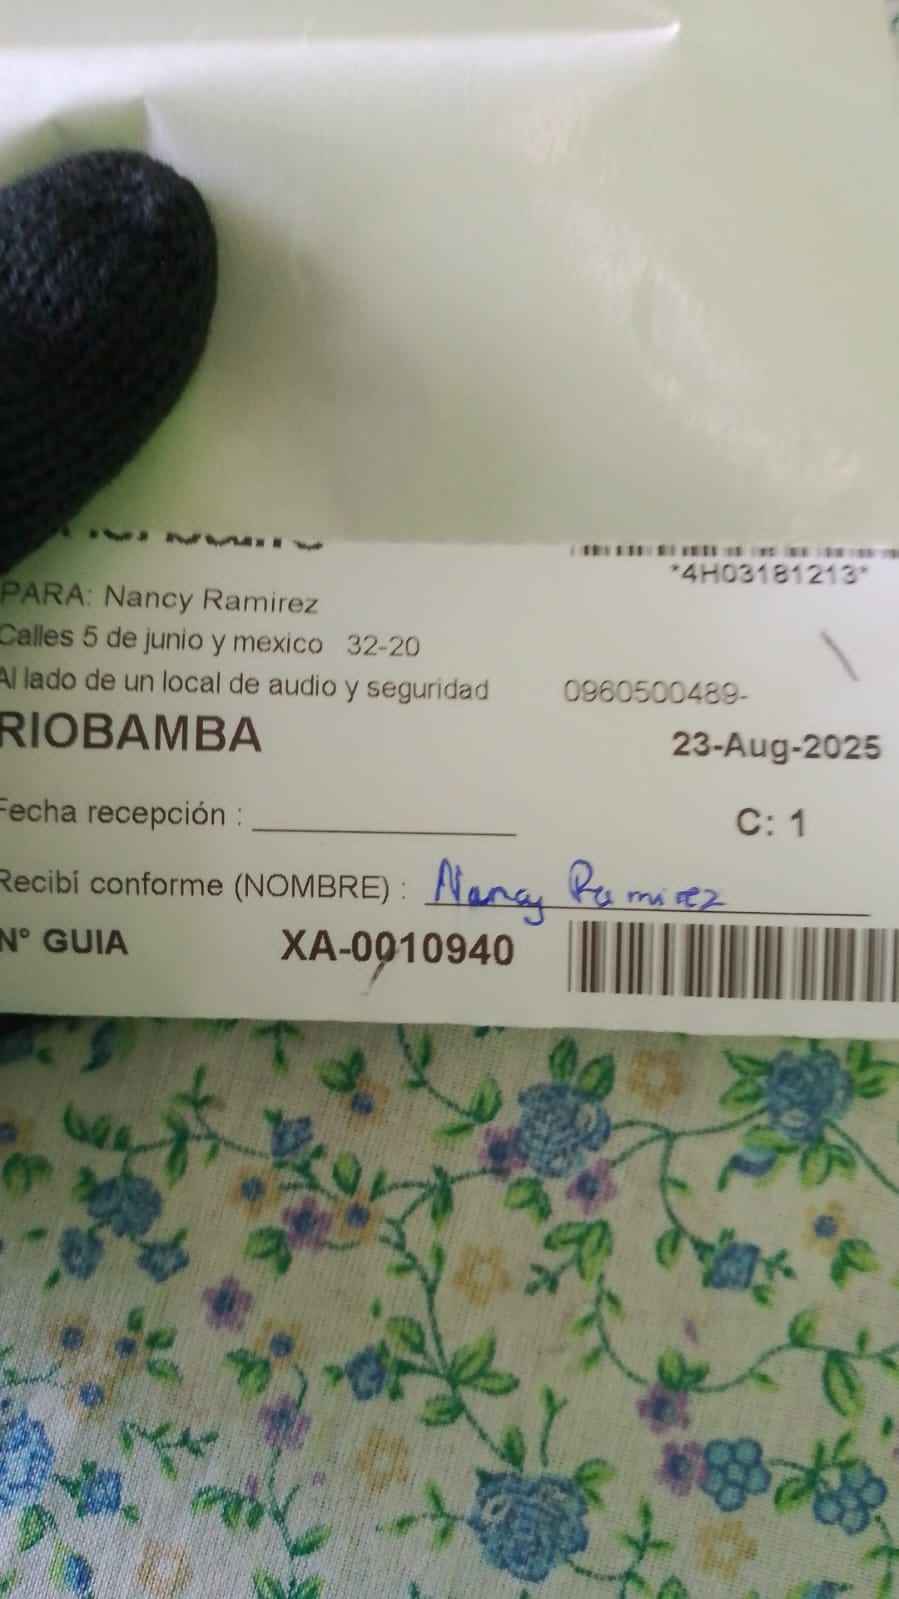 *4H03181213*
PARA: Nancy Ramirez
Calles 5 de junio y mexico 32-20
Al lado de un local de audio y seguridad 0960500489-
RIOBAMBA
23-Aug-2025
Fecha recepción :
C: 1
Recibí conforme (NOMBRE) : Nancy Ramirez
N° GUIA XA-0010940